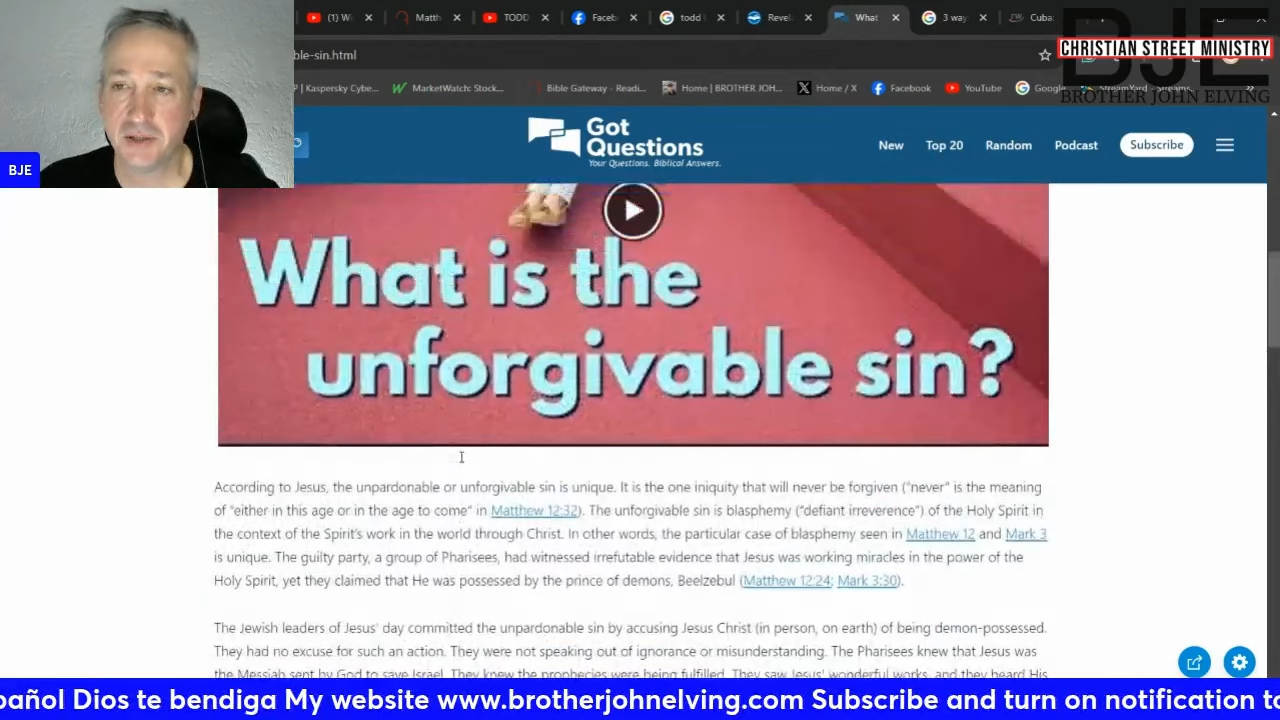 (1) Wi
Matth
TODD
Faceb
todd l
Revel
What
3 way
Cuba:
ble-sin.html
CHRISTIAN STREET MINISTRY
BJE
BROTHER JOHN ELVING
| Kaspersky Cybe...
MarketWatch: Stock...
Bible Gateway - Readi...
Home | BROTHER JOH...
Home / X
Facebook
YouTube
Google
StreamYard - Streams,
Got
Questions
Your Questions. Biblical Answers.
New
Top 20
Random
Podcast
Subscribe
BJE
What is the
unforgivable sin?
According to Jesus, the unpardonable or unforgivable sin is unique. It is the one iniquity that will never be forgiven (“never” is the meaning
of “either in this age or in the age to come” in Matthew 12:32). The unforgivable sin is blasphemy (“defiant irreverence”) of the Holy Spirit in
the context of the Spirit’s work in the world through Christ. In other words, the particular case of blasphemy seen in Matthew 12 and Mark 3
is unique. The guilty party, a group of Pharisees, had witnessed irrefutable evidence that Jesus was working miracles in the power of the
Holy Spirit, yet they claimed that He was possessed by the prince of demons, Beelzebul (Matthew 12:24; Mark 3:30).
The Jewish leaders of Jesus’ day committed the unpardonable sin by accusing Jesus Christ (in person, on earth) of being demon-possessed.
They had no excuse for such an action. They were not speaking out of ignorance or misunderstanding. The Pharisees knew that Jesus was
the Messiah sent by God to save Israel. They knew the prophecies were being fulfilled. They saw Jesus’ wonderful works, and they heard His
pañol Dios te bendiga My website www.brotherjohnelving.com Subscribe and turn on notification to